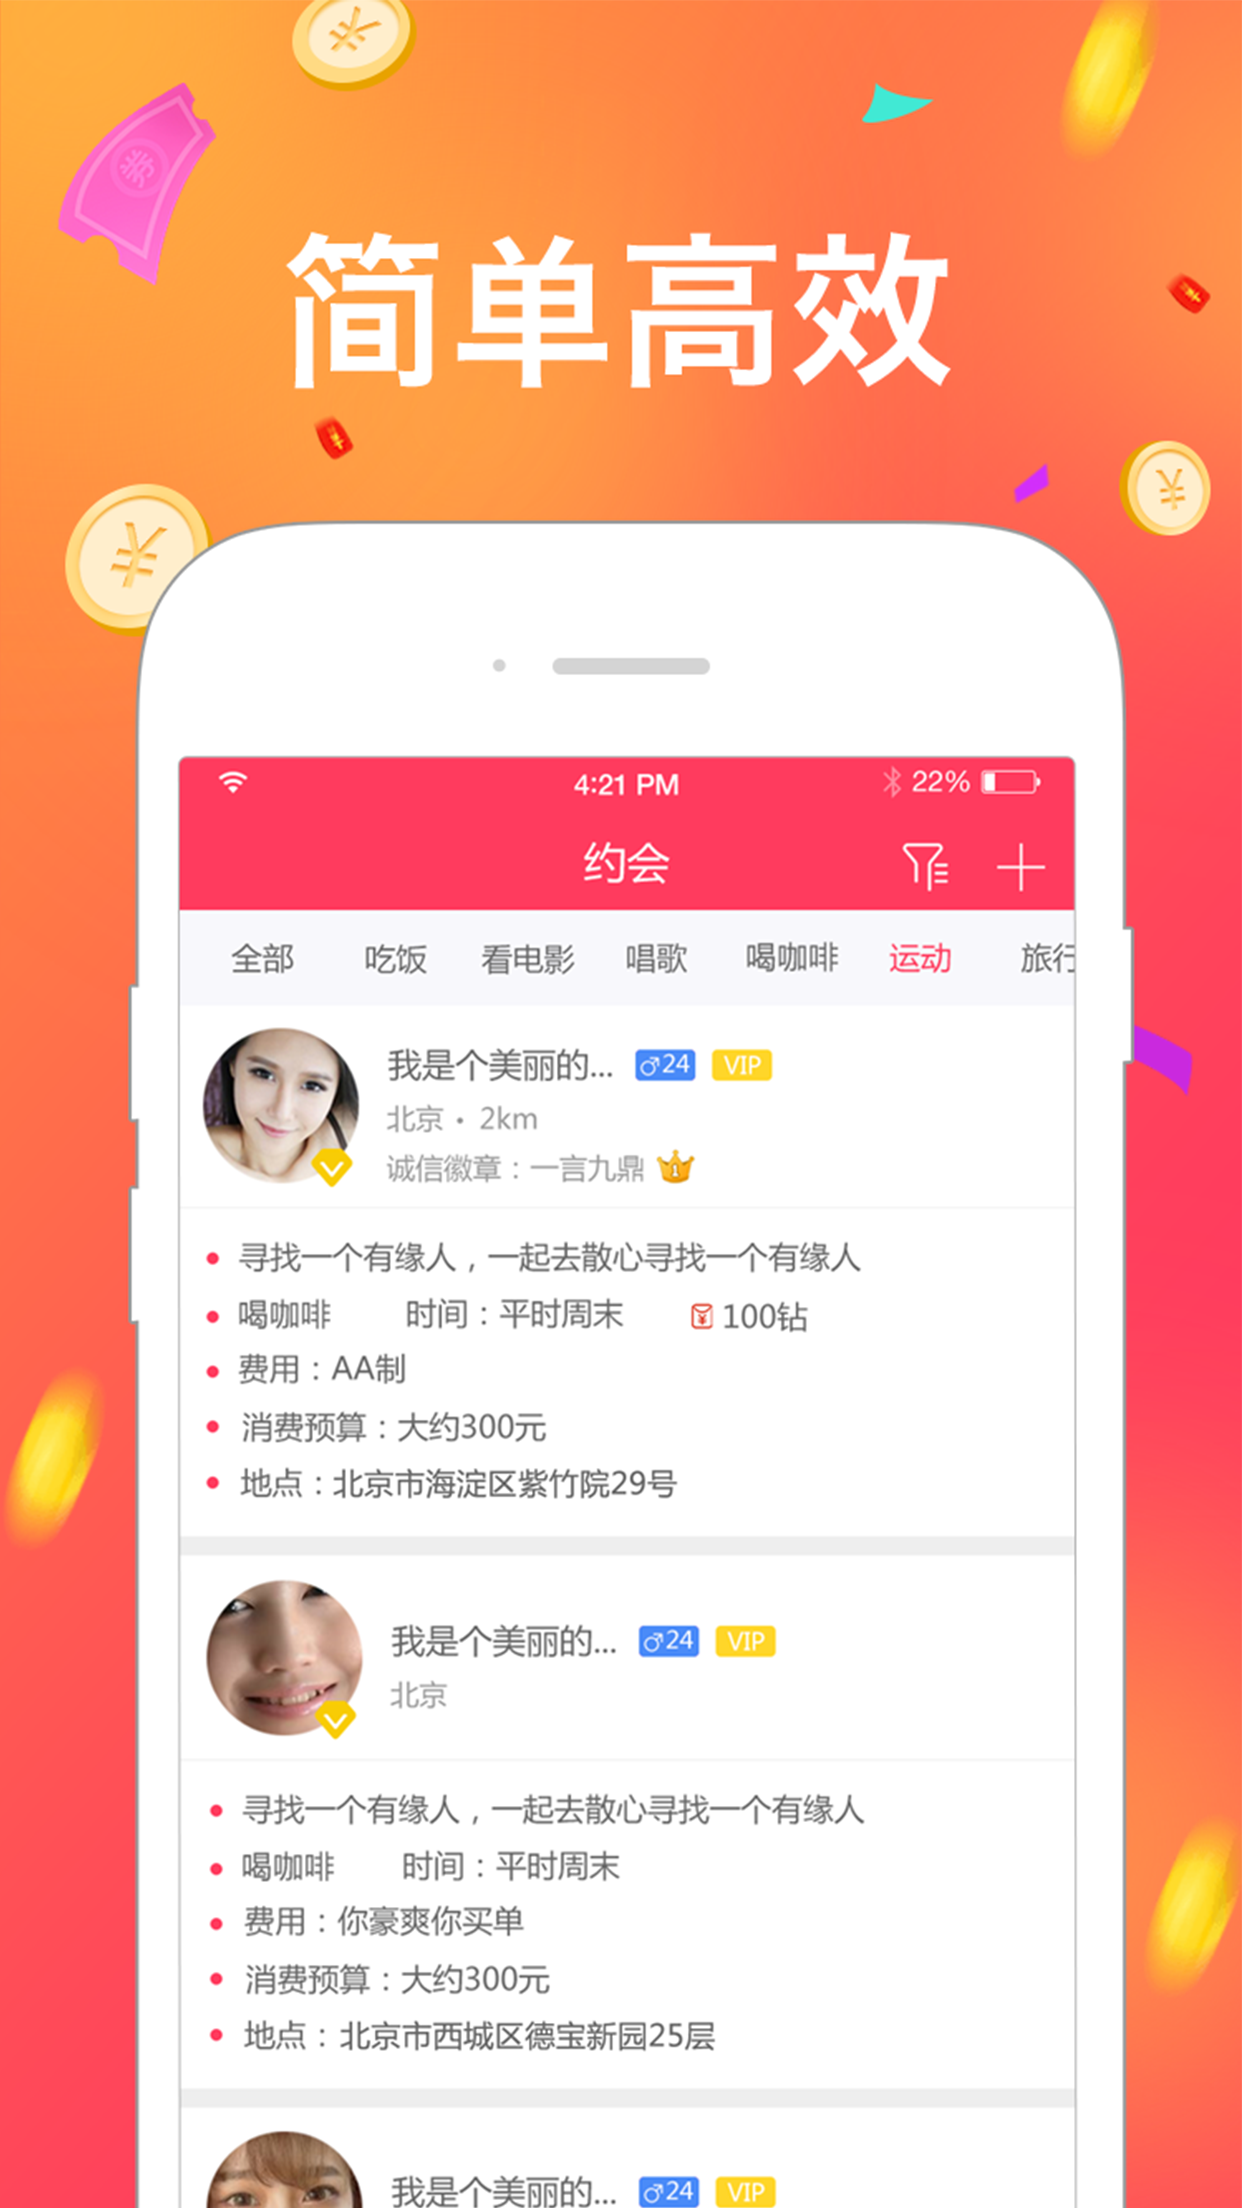 券
简单高效
4:21 PM
22%
约会
全部 吃饭 看电影 唱歌 喝咖啡 运动 旅行
我是个美丽的... ♂24 VIP
北京 • 2km
诚信徽章：一言九鼎 1
• 寻找一个有缘人，一起去散心寻找一个有缘人
• 喝咖啡 时间：平时周末 ¥ 100钻
• 费用：AA制
• 消费预算：大约300元
• 地点：北京市海淀区紫竹院29号
我是个美丽的... ♂24 VIP
北京
• 寻找一个有缘人，一起去散心寻找一个有缘人
• 喝咖啡 时间：平时周末
• 费用：你豪爽你买单
• 消费预算：大约300元
• 地点：北京市西城区德宝新园25层
我是个美丽的... ♂24 VIP